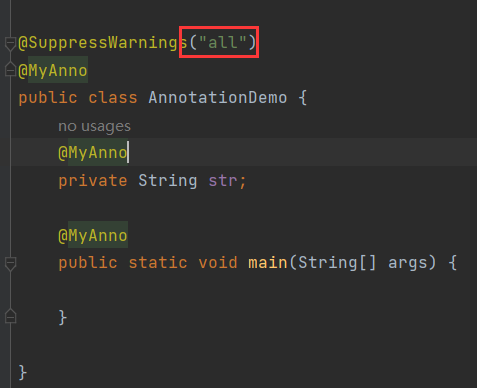 @SuppressWarnings("all")
@MyAnno
public class AnnotationDemo {
no usages
@MyAnno
private String str;
@MyAnno
public static void main(String[] args) {
}
}